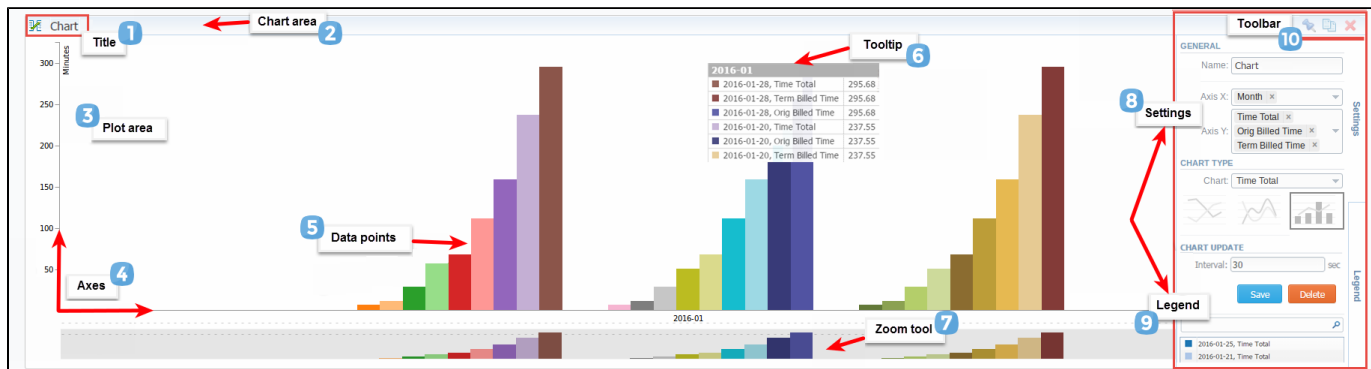 Chart
1
Title
Chart area
2
Minutes
300
250
200
150
100
50
3
Plot area
Axes
4
5
Data points
Tooltip
6
2016-01
2016-01-28, Time Total 295.68
2016-01-28, Term Billed Time 295.68
2016-01-28, Orig Billed Time 295.68
2016-01-20, Time Total 237.55
2016-01-20, Orig Billed Time 237.55
2016-01-20, Term Billed Time 237.55
2016-01
Zoom tool
7
Toolbar
10
GENERAL
Name: Chart
Axis X: Month ×
Axis Y: Time Total ×
Orig Billed Time ×
Term Billed Time ×
8
Settings
Settings
CHART TYPE
Chart: Time Total
CHART UPDATE
Interval: 30 sec
Save Delete
Legend
Legend
9
2016-01-25, Time Total
2016-01-21, Time Total